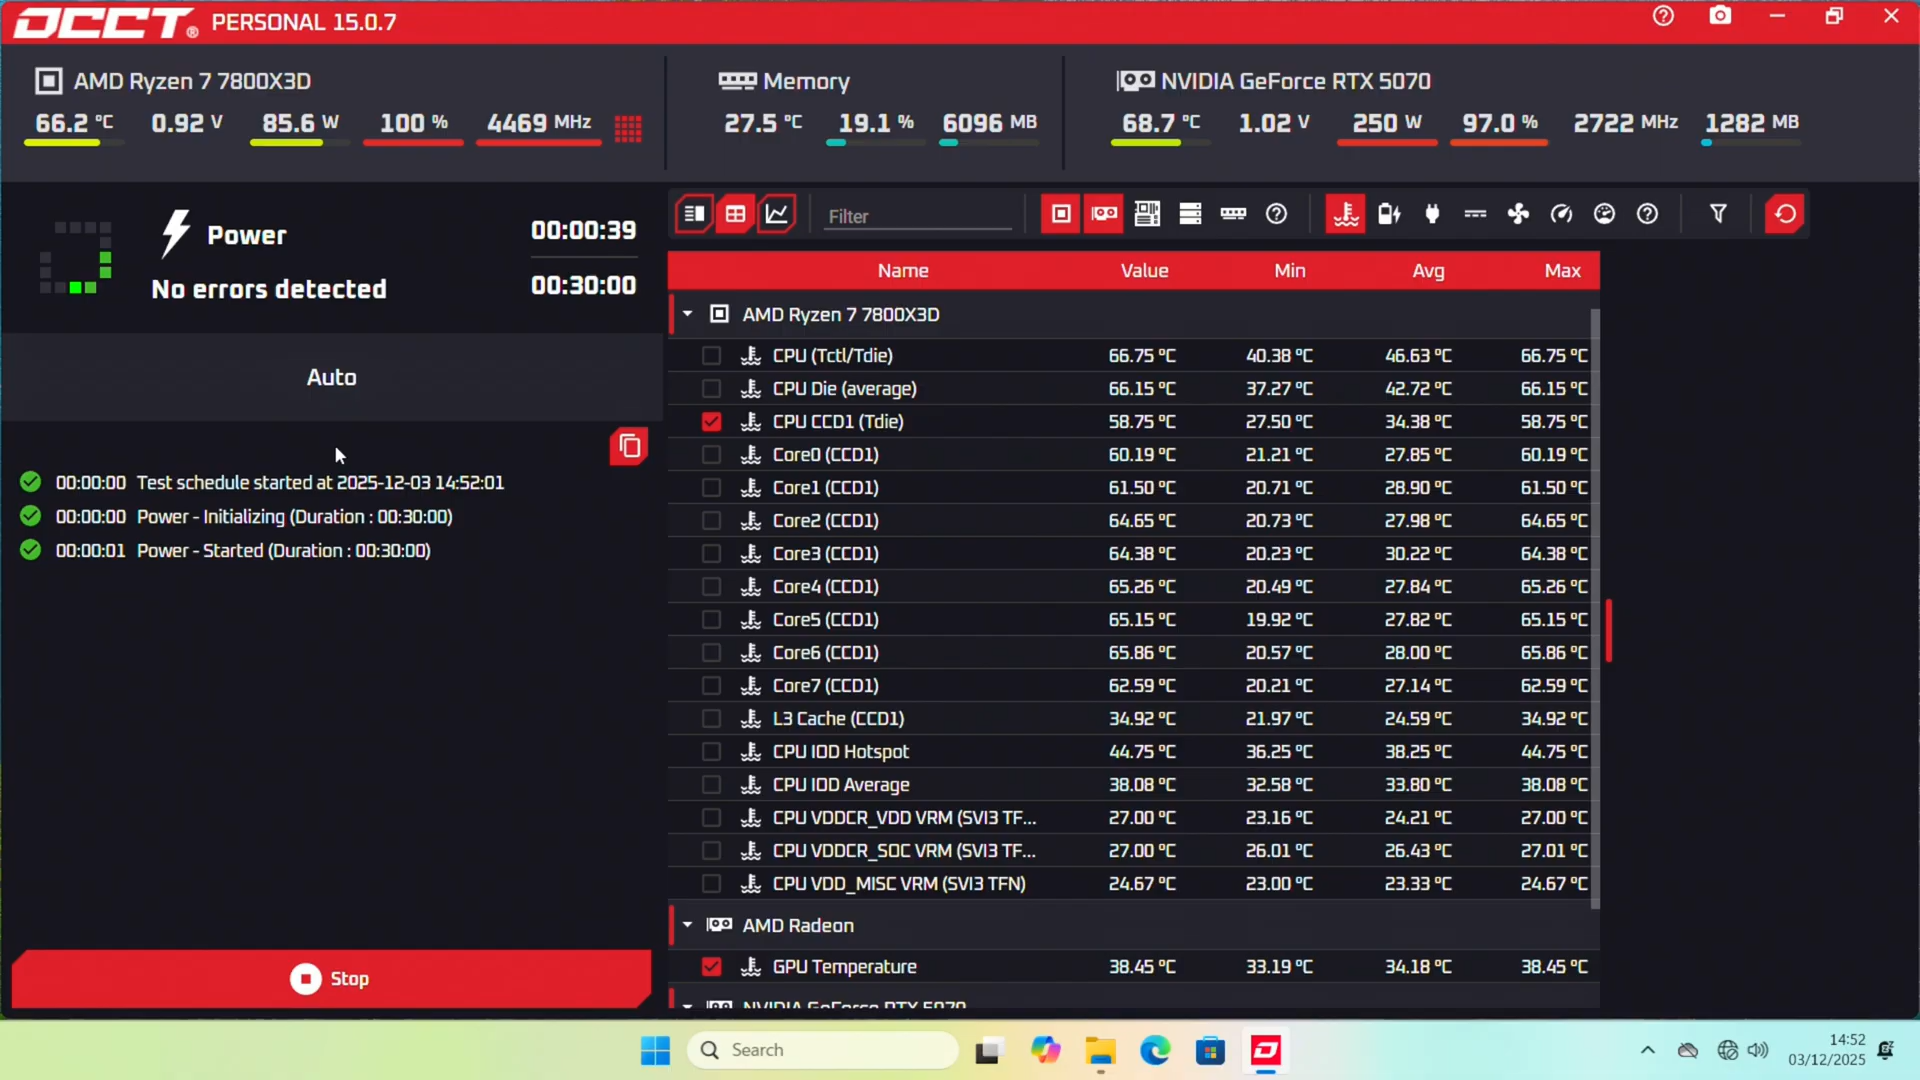 OCCT® PERSONAL 15.0.7
AMD Ryzen 7 7800X3D
66.2 °C 0.92 V 85.6 W 100 % 4469 MHz
Memory
27.5 °C 19.1 % 6096 MB
NVIDIA GeForce RTX 5070
68.7 °C 1.02 V 250 W 97.0 % 2722 MHz 1282 MB
Power
00:00:39
No errors detected
00:30:00
Auto
00:00:00 Test schedule started at 2025-12-03 14:52:01
00:00:00 Power - Initializing (Duration : 00:30:00)
00:00:01 Power - Started (Duration : 00:30:00)
Stop
Filter
Name Value Min Avg Max
AMD Ryzen 7 7800X3D
CPU (Tctl/Tdie) 66.75 °C 40.38 °C 46.63 °C 66.75 °C
CPU Die (average) 66.15 °C 37.27 °C 42.72 °C 66.15 °C
CPU CCD1 (Tdie) 58.75 °C 27.50 °C 34.38 °C 58.75 °C
Core0 (CCD1) 60.19 °C 21.21 °C 27.85 °C 60.19 °C
Core1 (CCD1) 61.50 °C 20.71 °C 28.90 °C 61.50 °C
Core2 (CCD1) 64.65 °C 20.73 °C 27.98 °C 64.65 °C
Core3 (CCD1) 64.38 °C 20.23 °C 30.22 °C 64.38 °C
Core4 (CCD1) 65.26 °C 20.49 °C 27.84 °C 65.26 °C
Core5 (CCD1) 65.15 °C 19.92 °C 27.82 °C 65.15 °C
Core6 (CCD1) 65.86 °C 20.57 °C 28.00 °C 65.86 °C
Core7 (CCD1) 62.59 °C 20.21 °C 27.14 °C 62.59 °C
L3 Cache (CCD1) 34.92 °C 21.97 °C 24.59 °C 34.92 °C
CPU IOD Hotspot 44.75 °C 36.25 °C 38.25 °C 44.75 °C
CPU IOD Average 38.08 °C 32.58 °C 33.80 °C 38.08 °C
CPU VDDCR_VDD VRM (SVI3 TF... 27.00 °C 23.16 °C 24.21 °C 27.00 °C
CPU VDDCR_SOC VRM (SVI3 TF... 27.00 °C 26.01 °C 26.43 °C 27.01 °C
CPU VDD_MISC VRM (SVI3 TFN) 24.67 °C 23.00 °C 23.33 °C 24.67 °C
AMD Radeon
GPU Temperature 38.45 °C 33.19 °C 34.18 °C 38.45 °C
NVIDIA GeForce RTX 5070
Search
14:52
03/12/2025